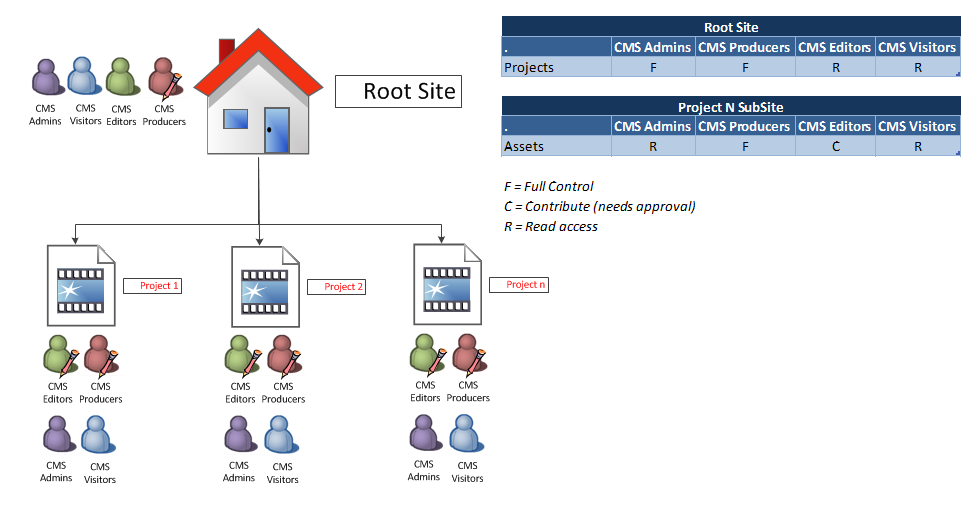 Root Site
. CMS Admins CMS Producers CMS Editors CMS Visitors
Projects F F R R
Project N SubSite
. CMS Admins CMS Producers CMS Editors CMS Visitors
Assets R F C R
F = Full Control
C = Contribute (needs approval)
R = Read access
CMS CMS CMS CMS
Admins Visitors Editors Producers
Root Site
Project 1
Project 2
Project n
CMS CMS
Editors Producers
CMS CMS
Admins Visitors
CMS CMS
Editors Producers
CMS CMS
Admins Visitors
CMS CMS
Editors Producers
CMS CMS
Admins Visitors